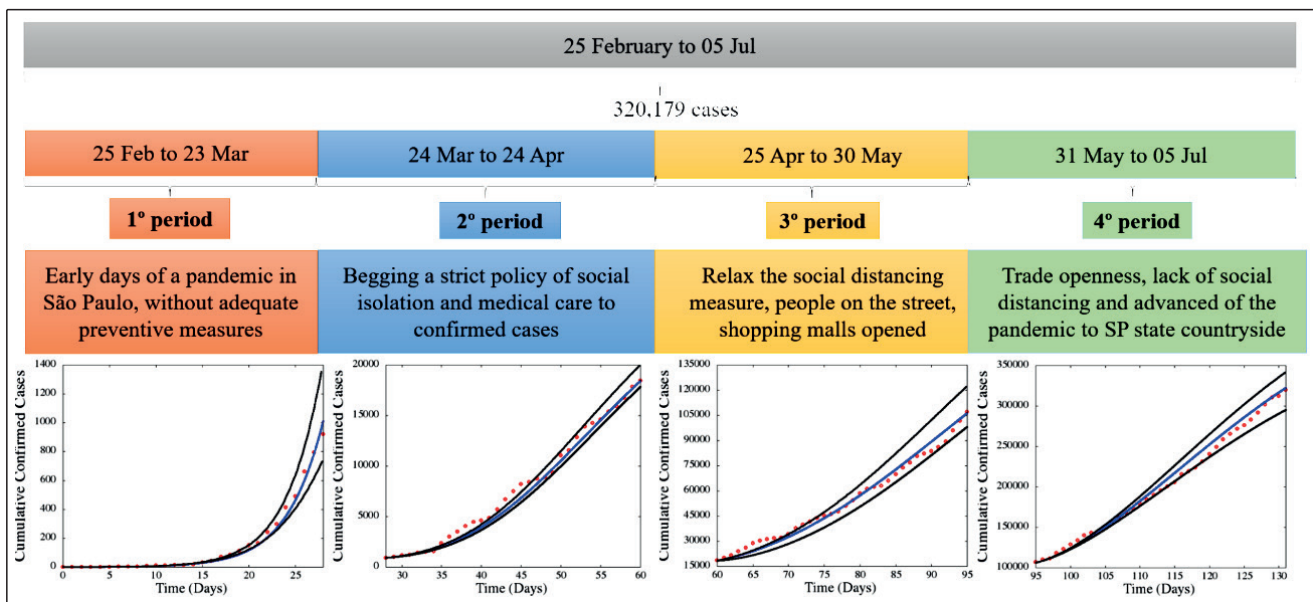 25 February to 05 Jul
320,179 cases
25 Feb to 23 Mar
24 Mar to 24 Apr
25 Apr to 30 May
31 May to 05 Jul
1º period
2º period
3º period
4º period
Early days of a pandemic in
São Paulo, without adequate
preventive measures
Begging a strict policy of social
isolation and medical care to
confirmed cases
Relax the social distancing
measure, people on the street,
shopping malls opened
Trade openness, lack of social
distancing and advanced of the
pandemic to SP state countryside
Cumulative Confirmed Cases
1400
1200
1000
800
600
400
200
0
0 5 10 15 20 25
Time (Days)
Cumulative Confirmed Cases
20000
15000
10000
5000
0
30 35 40 45 50 55 60
Time (Days)
Cumulative Confirmed Cases
135000
120000
105000
90000
75000
60000
45000
30000
15000
60 65 70 75 80 85 90 95
Time (Days)
Cumulative Confirmed Cases
350000
300000
250000
200000
150000
100000
95 100 105 110 115 120 125 130
Time (Days)